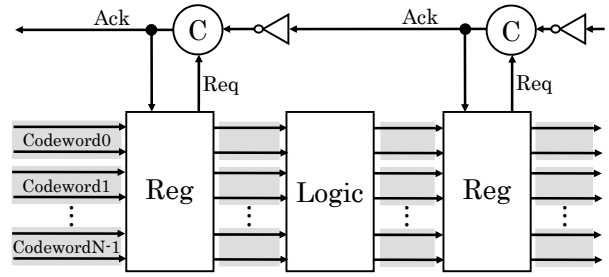 Ack
Ack
C
C
Req
Req
Codeword0
Codeword1
Reg
Logic
Reg
CodewordN-1